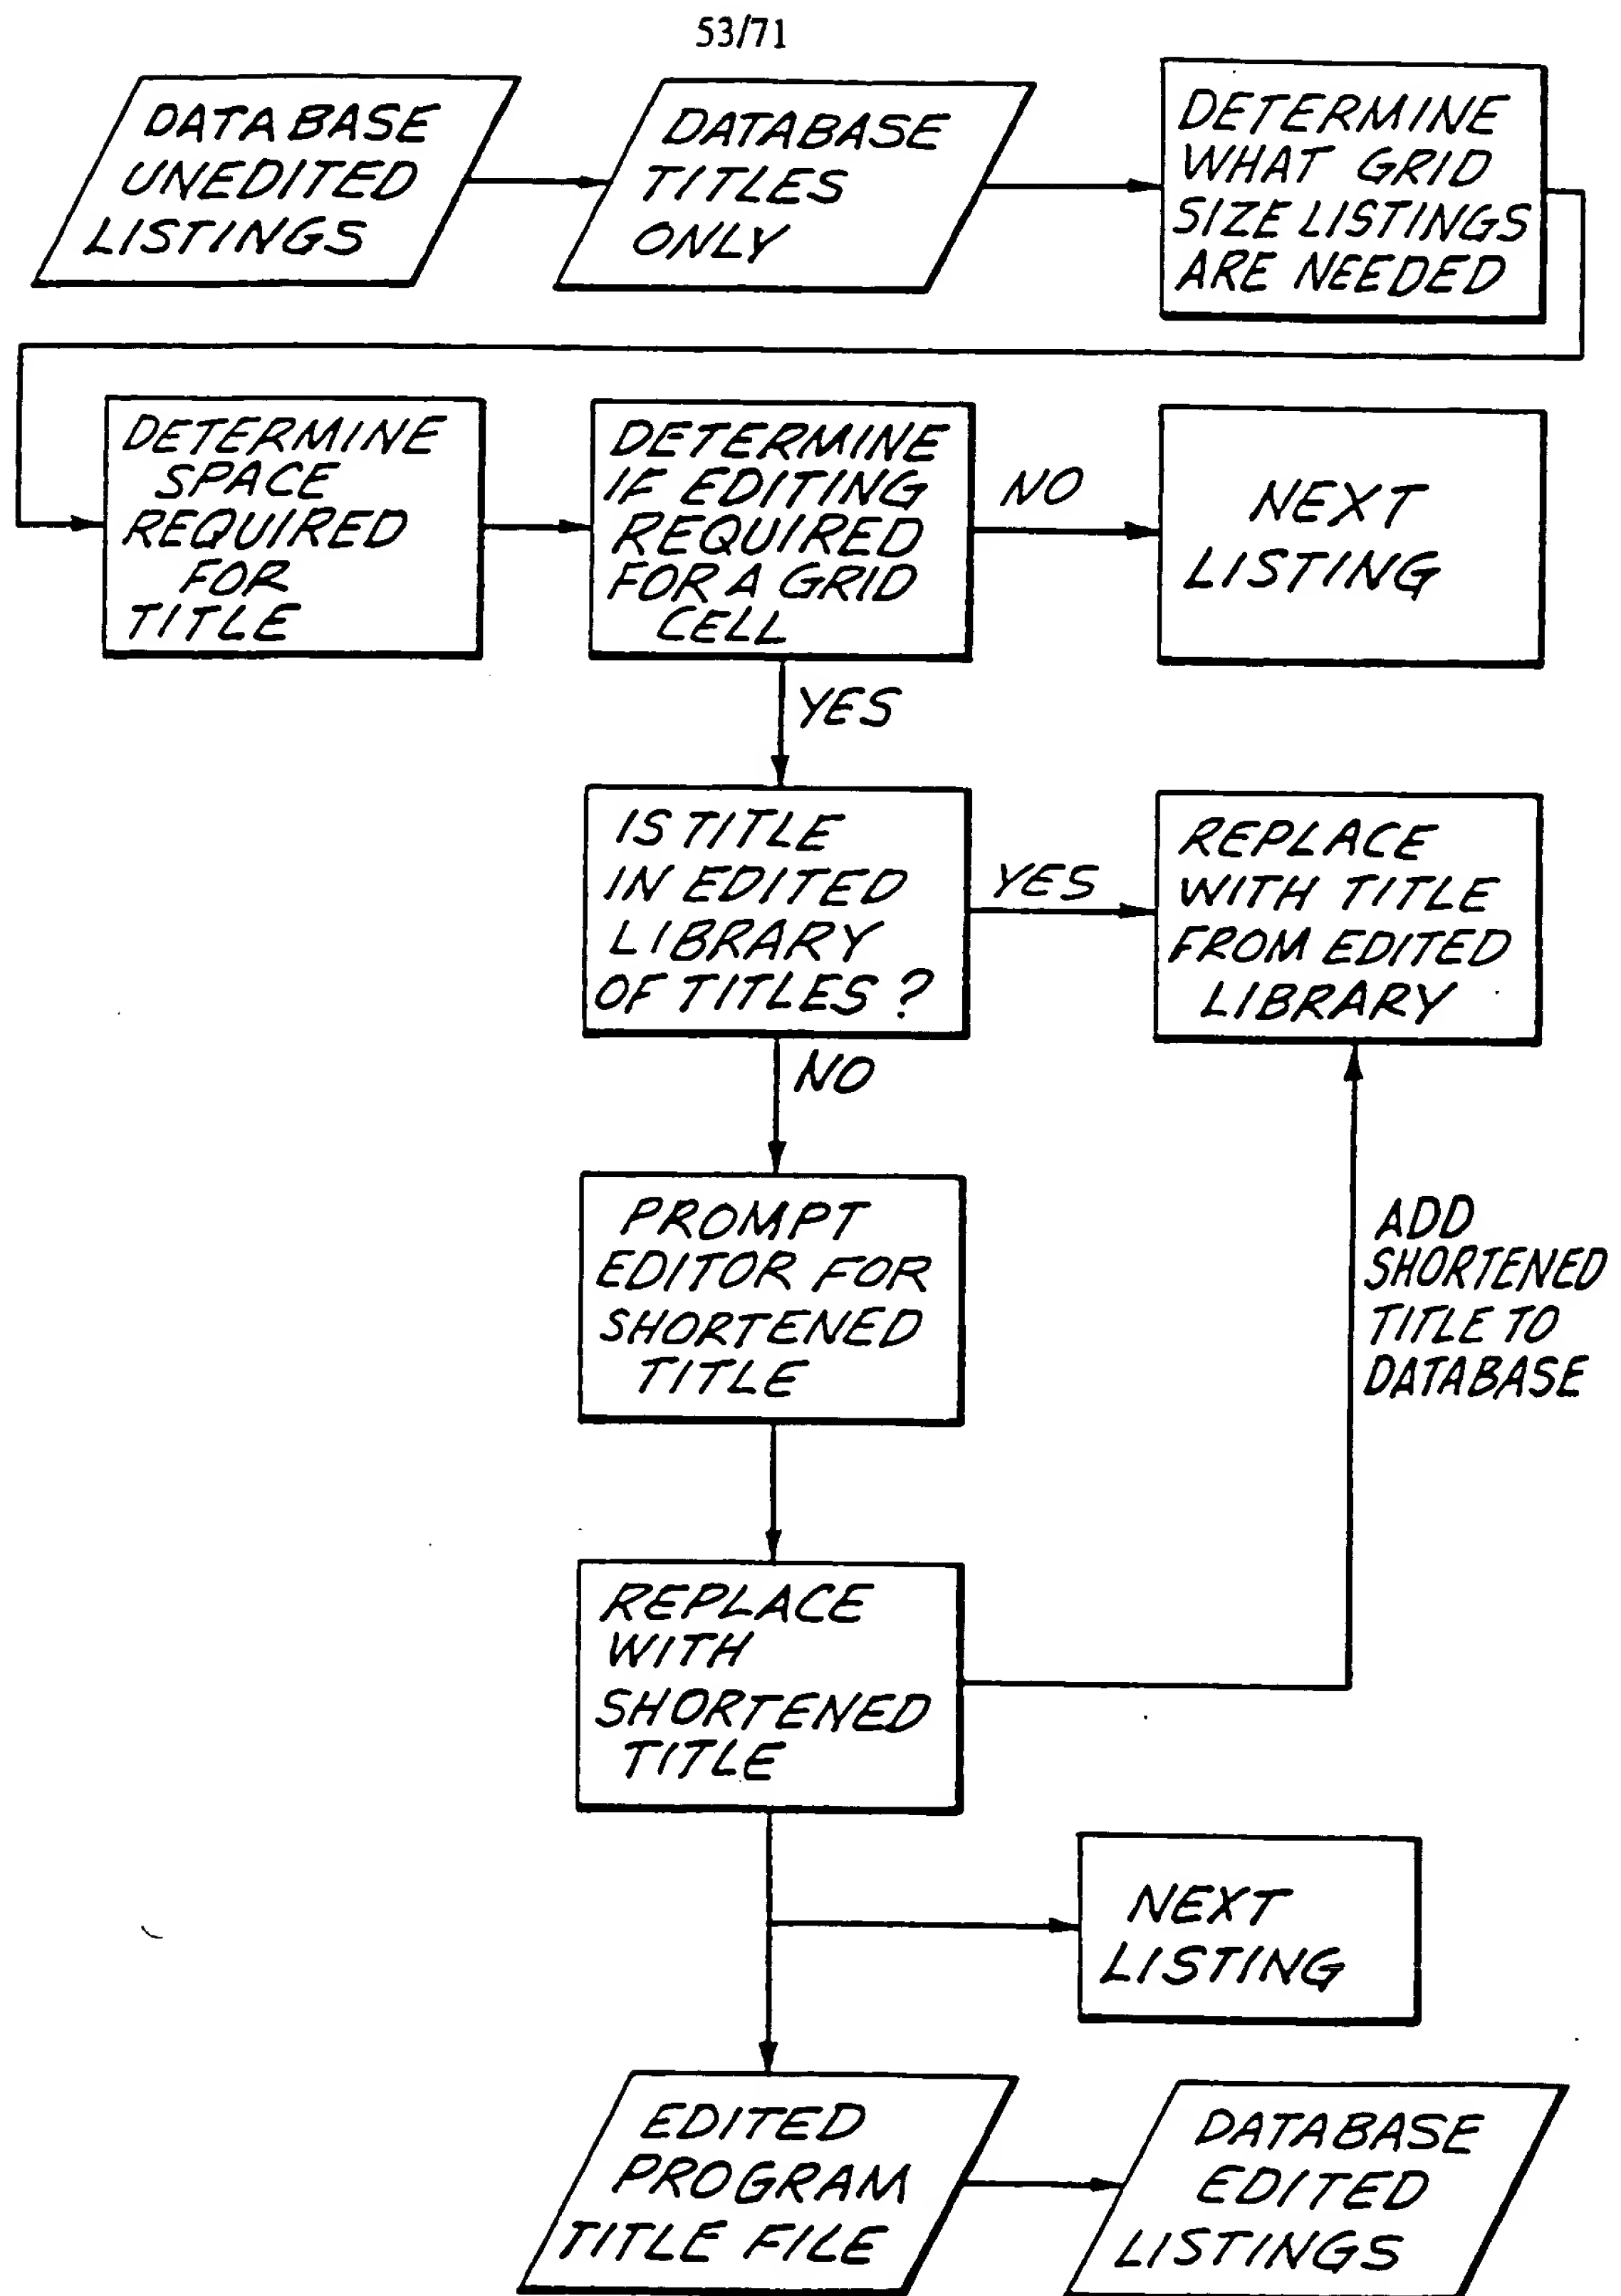 53/71
DATABASE
UNEDITED
LISTINGS
DATABASE
TITLES
ONLY
DETERMINE
WHAT GRID
SIZE LISTINGS
ARE NEEDED
DETERMINE
SPACE
REQUIRED
FOR
TITLE
DETERMINE
IF EDITING
REQUIRED
FOR A GRID
CELL
NO
NEXT
LISTING
YES
IS TITLE
IN EDITED
LIBRARY
OF TITLES ?
YES
REPLACE
WITH TITLE
FROM EDITED
LIBRARY
NO
PROMPT
EDITOR FOR
SHORTENED
TITLE
ADD
SHORTENED
TITLE TO
DATABASE
REPLACE
WITH
SHORTENED
TITLE
NEXT
LISTING
EDITED
PROGRAM
TITLE FILE
DATABASE
EDITED
LISTINGS